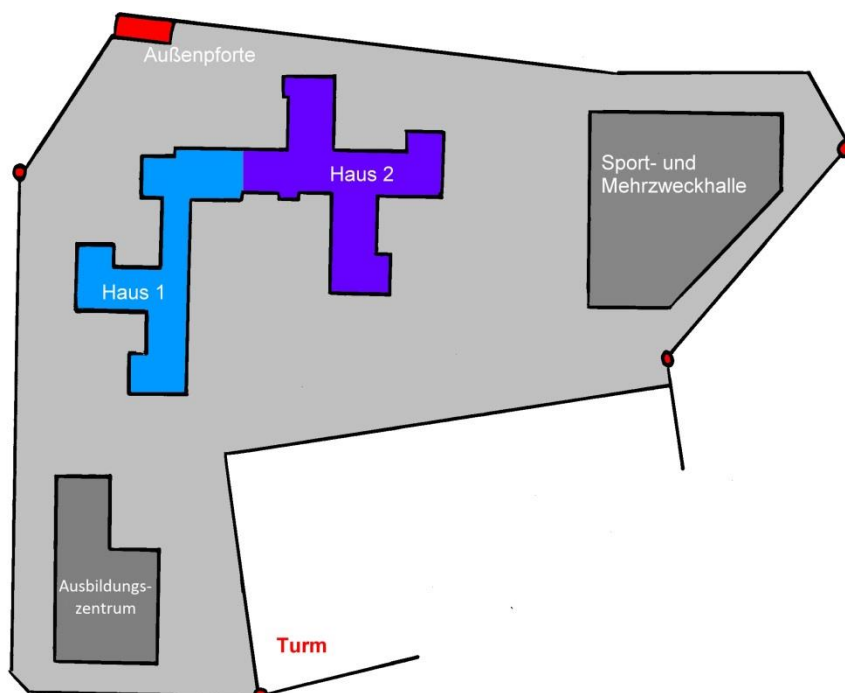 Außenpforte
Haus 2
Sport- und
Mehrzweckhalle
Haus 1
Ausbildungs-
zentrum
Turm